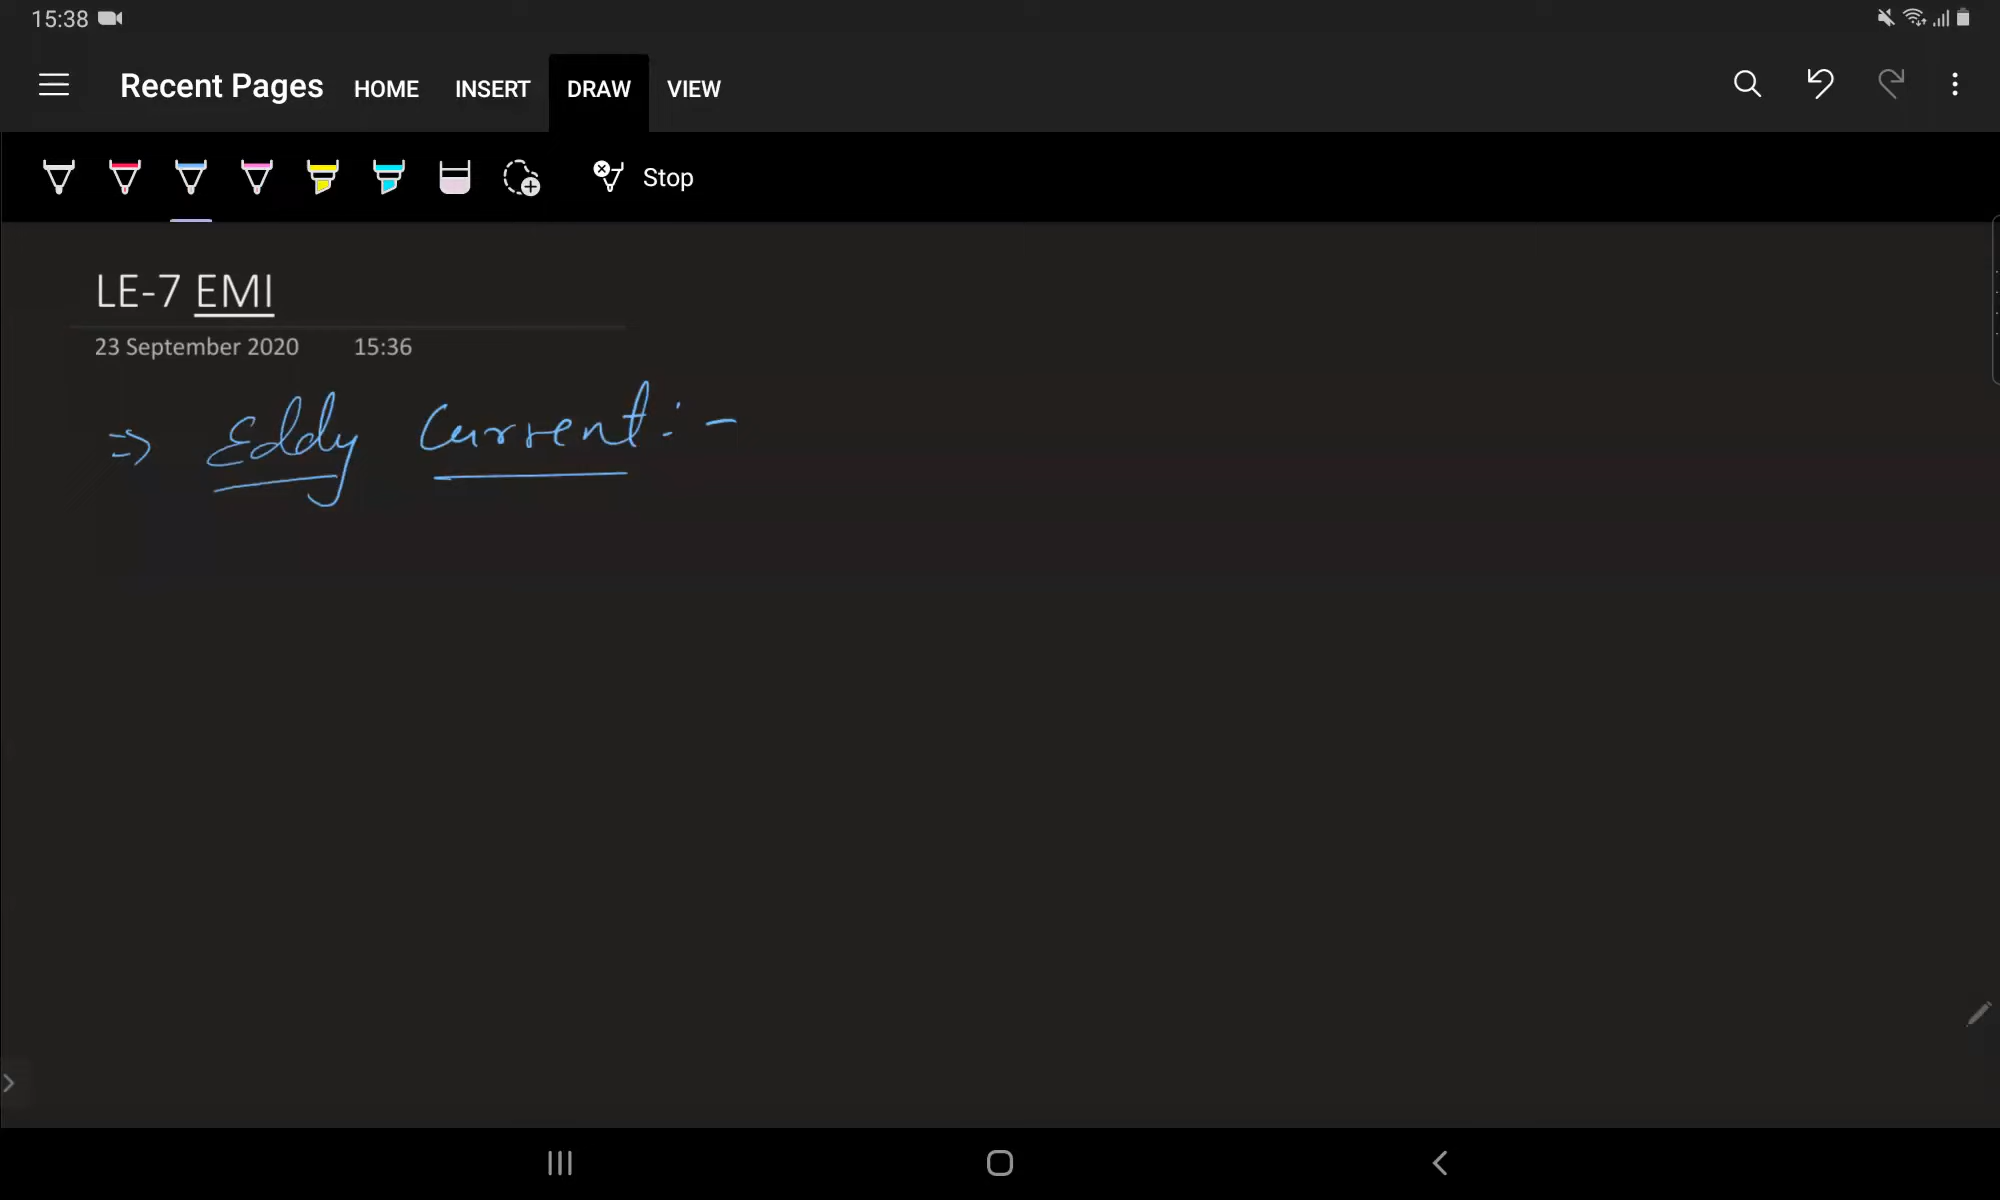 15:38
Recent Pages HOME INSERT DRAW VIEW
Stop
LE-7 EMI
23 September 2020 15:36
⇒ Eddy Current :-